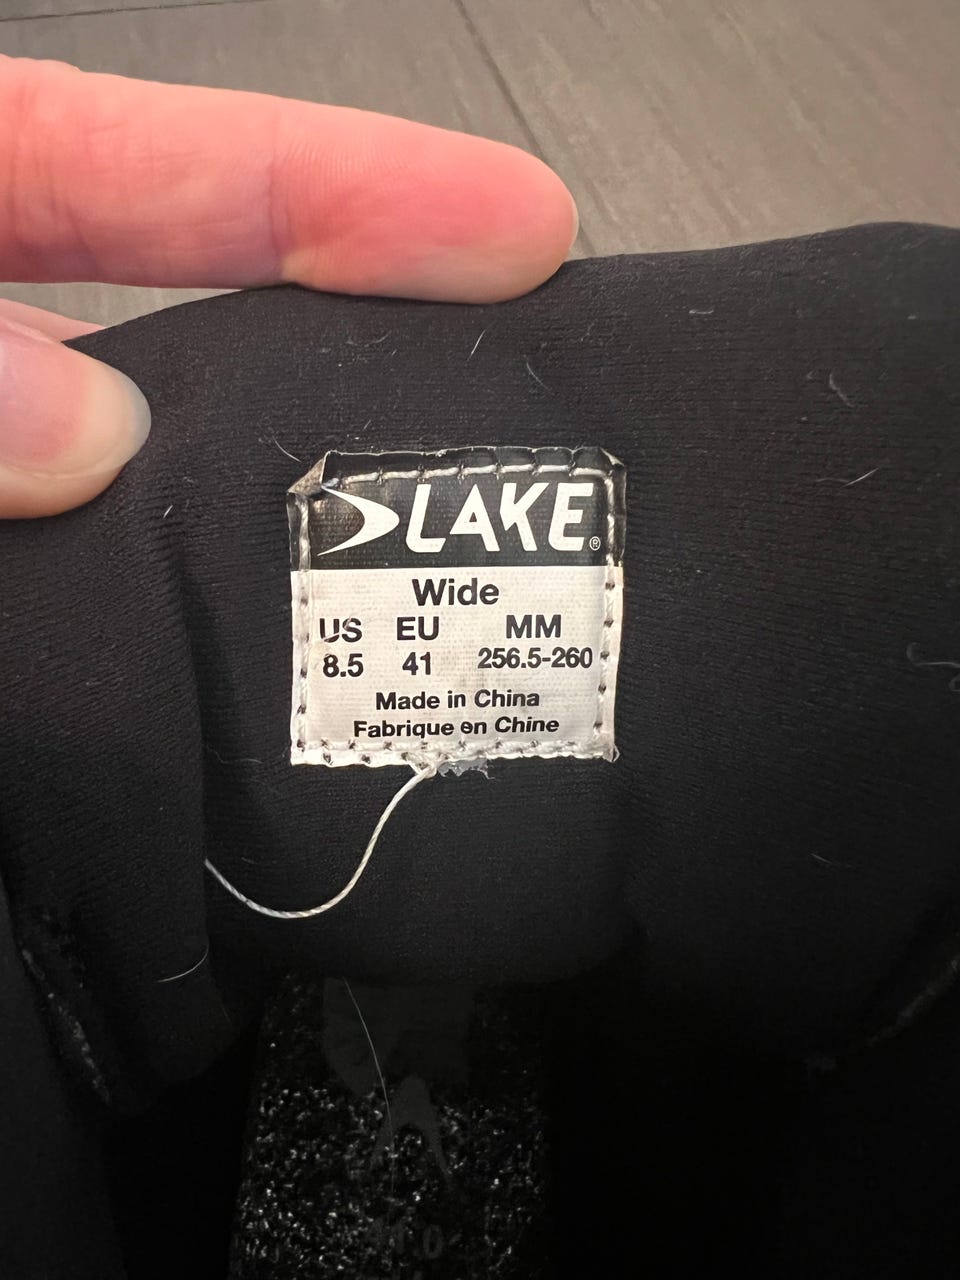 LAKE®
Wide
US EU MM
8.5 41 256.5-260
Made in China
Fabrique en Chine